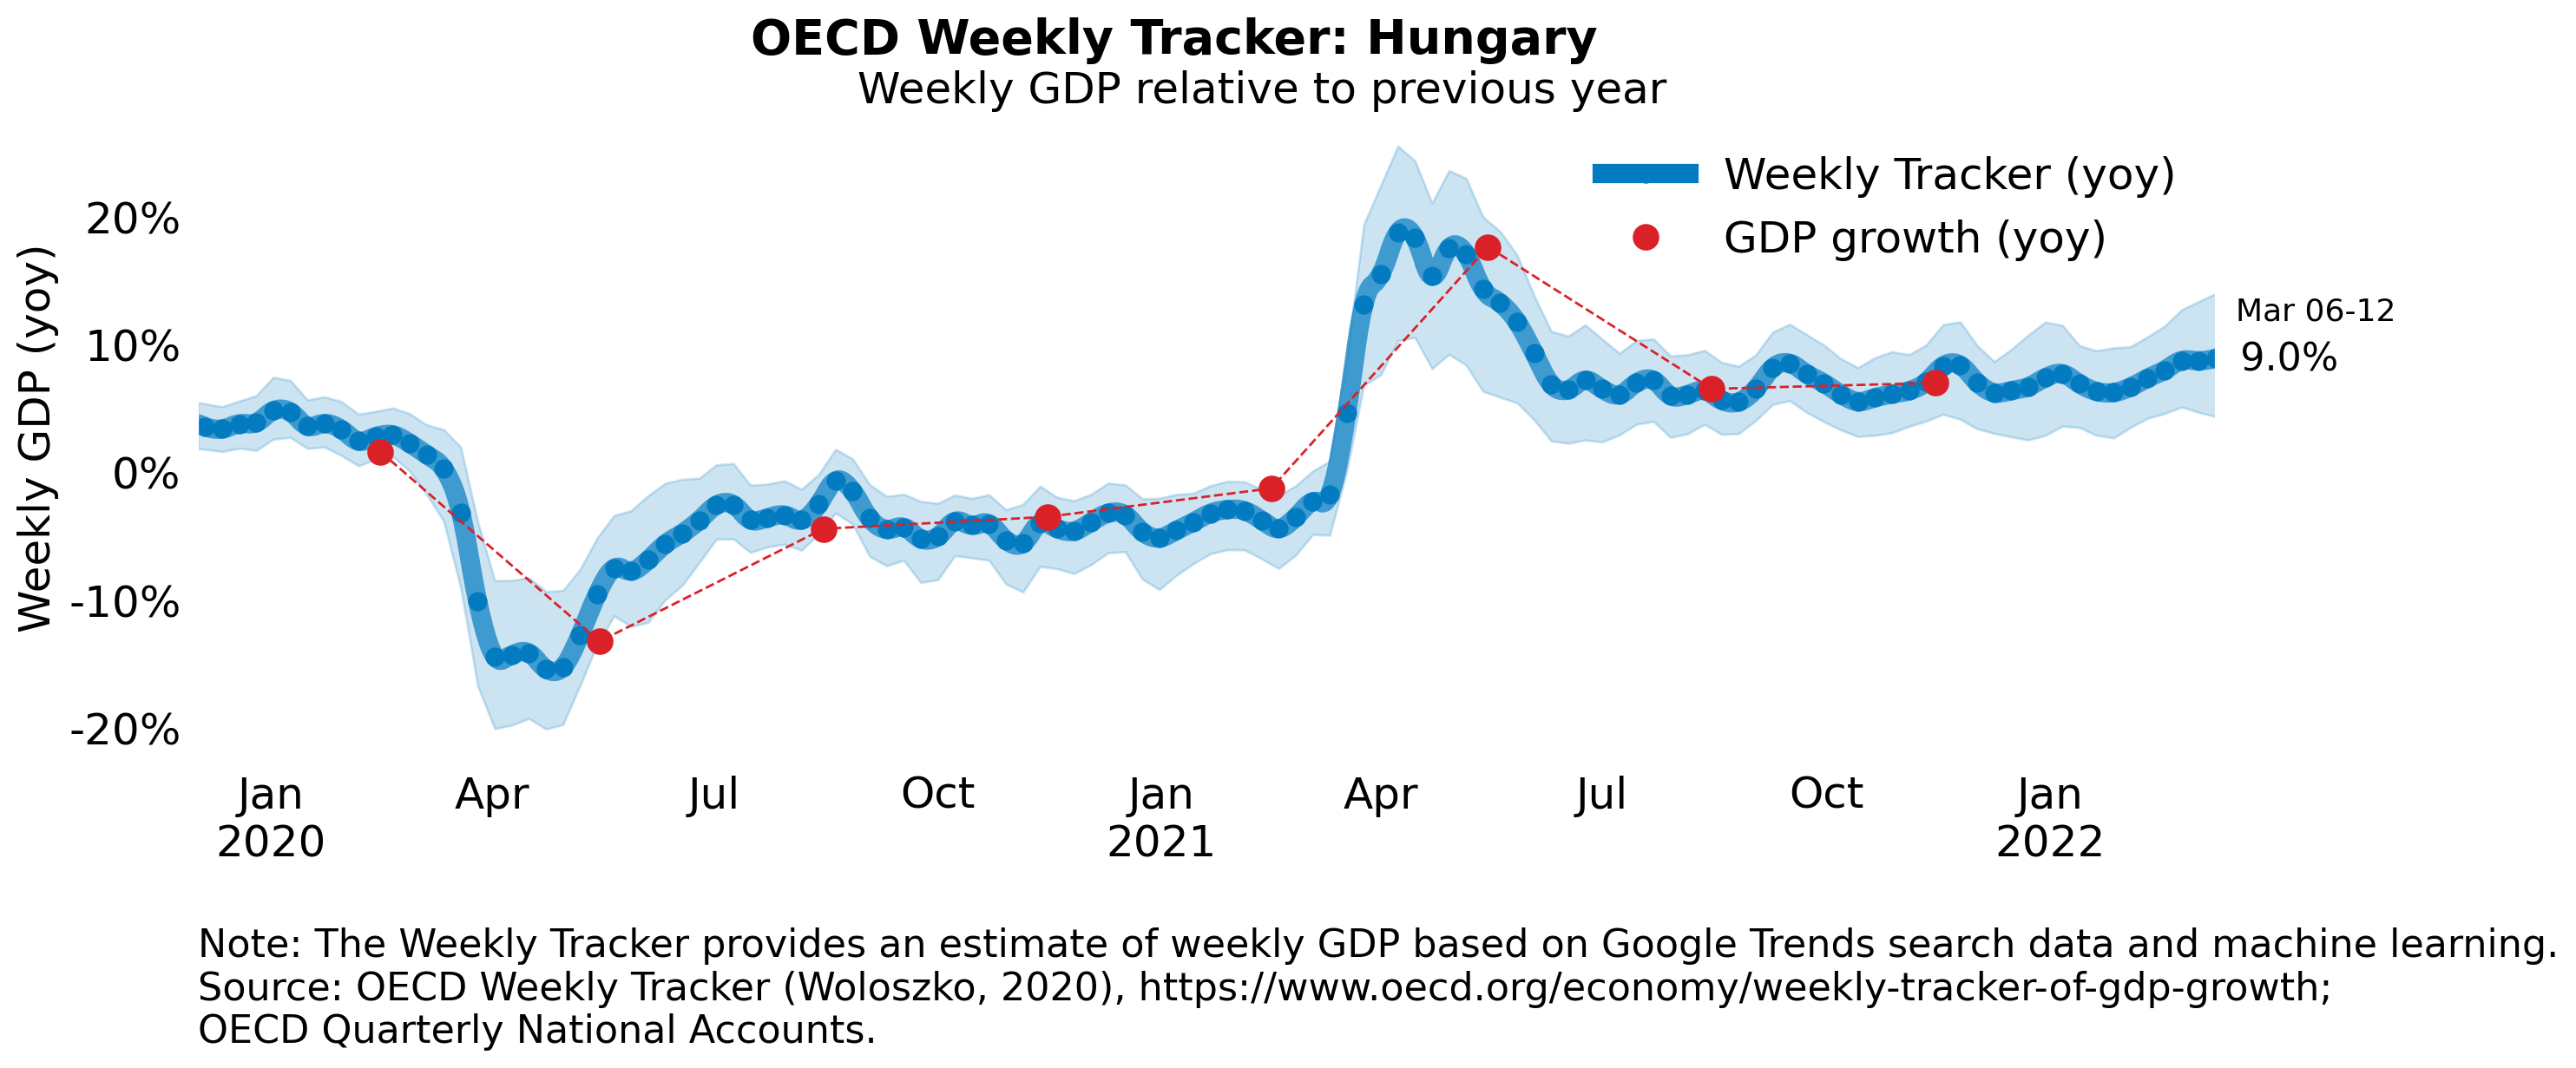 OECD Weekly Tracker: Hungary
Weekly GDP relative to previous year
Weekly Tracker (yoy)
GDP growth (yoy)
Weekly GDP (yoy)
20%
10%
0%
-10%
-20%
Mar 06-12
9.0%
Jan Apr Jul Oct Jan Apr Jul Oct Jan
2020 2021 2022
Note: The Weekly Tracker provides an estimate of weekly GDP based on Google Trends search data and machine learning.
Source: OECD Weekly Tracker (Woloszko, 2020), https://www.oecd.org/economy/weekly-tracker-of-gdp-growth;
OECD Quarterly National Accounts.